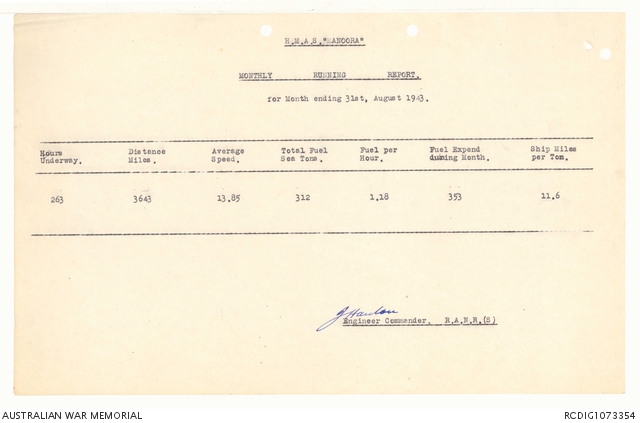 H.M.A.S. "MANOORA"
MONTHLY RUNNING REPORT.
for Month ending 31st, August 1943.
Hours Underway. Distance Miles. Average Speed. Total Fuel Sea Tons. Fuel per Hour. Fuel Expend during Month. Ship Miles per Ton.
263 3643 13.85 312 1.18 353 11.6
Engineer Commander, R.A.N.R.(S)
AUSTRALIAN WAR MEMORIAL RCDIG1073354